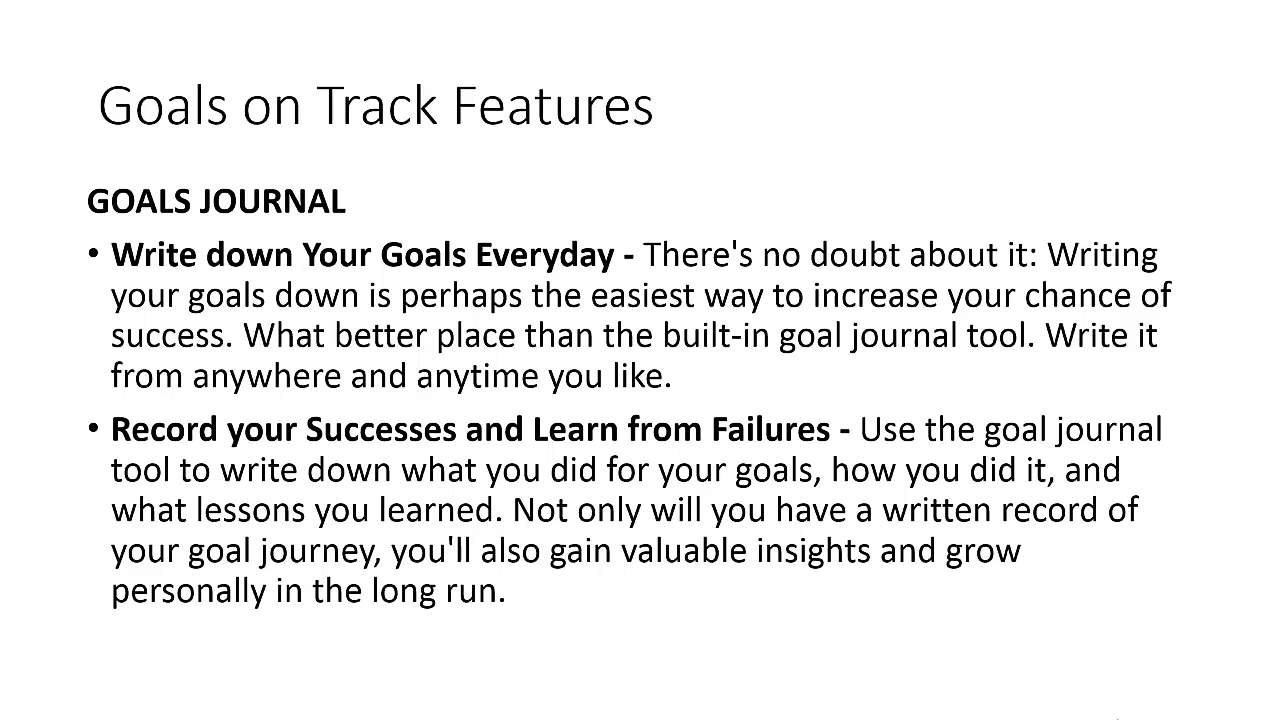 Goals on Track Features
GOALS JOURNAL
• Write down Your Goals Everyday - There's no doubt about it: Writing
your goals down is perhaps the easiest way to increase your chance of
success. What better place than the built-in goal journal tool. Write it
from anywhere and anytime you like.
• Record your Successes and Learn from Failures - Use the goal journal
tool to write down what you did for your goals, how you did it, and
what lessons you learned. Not only will you have a written record of
your goal journey, you'll also gain valuable insights and grow
personally in the long run.